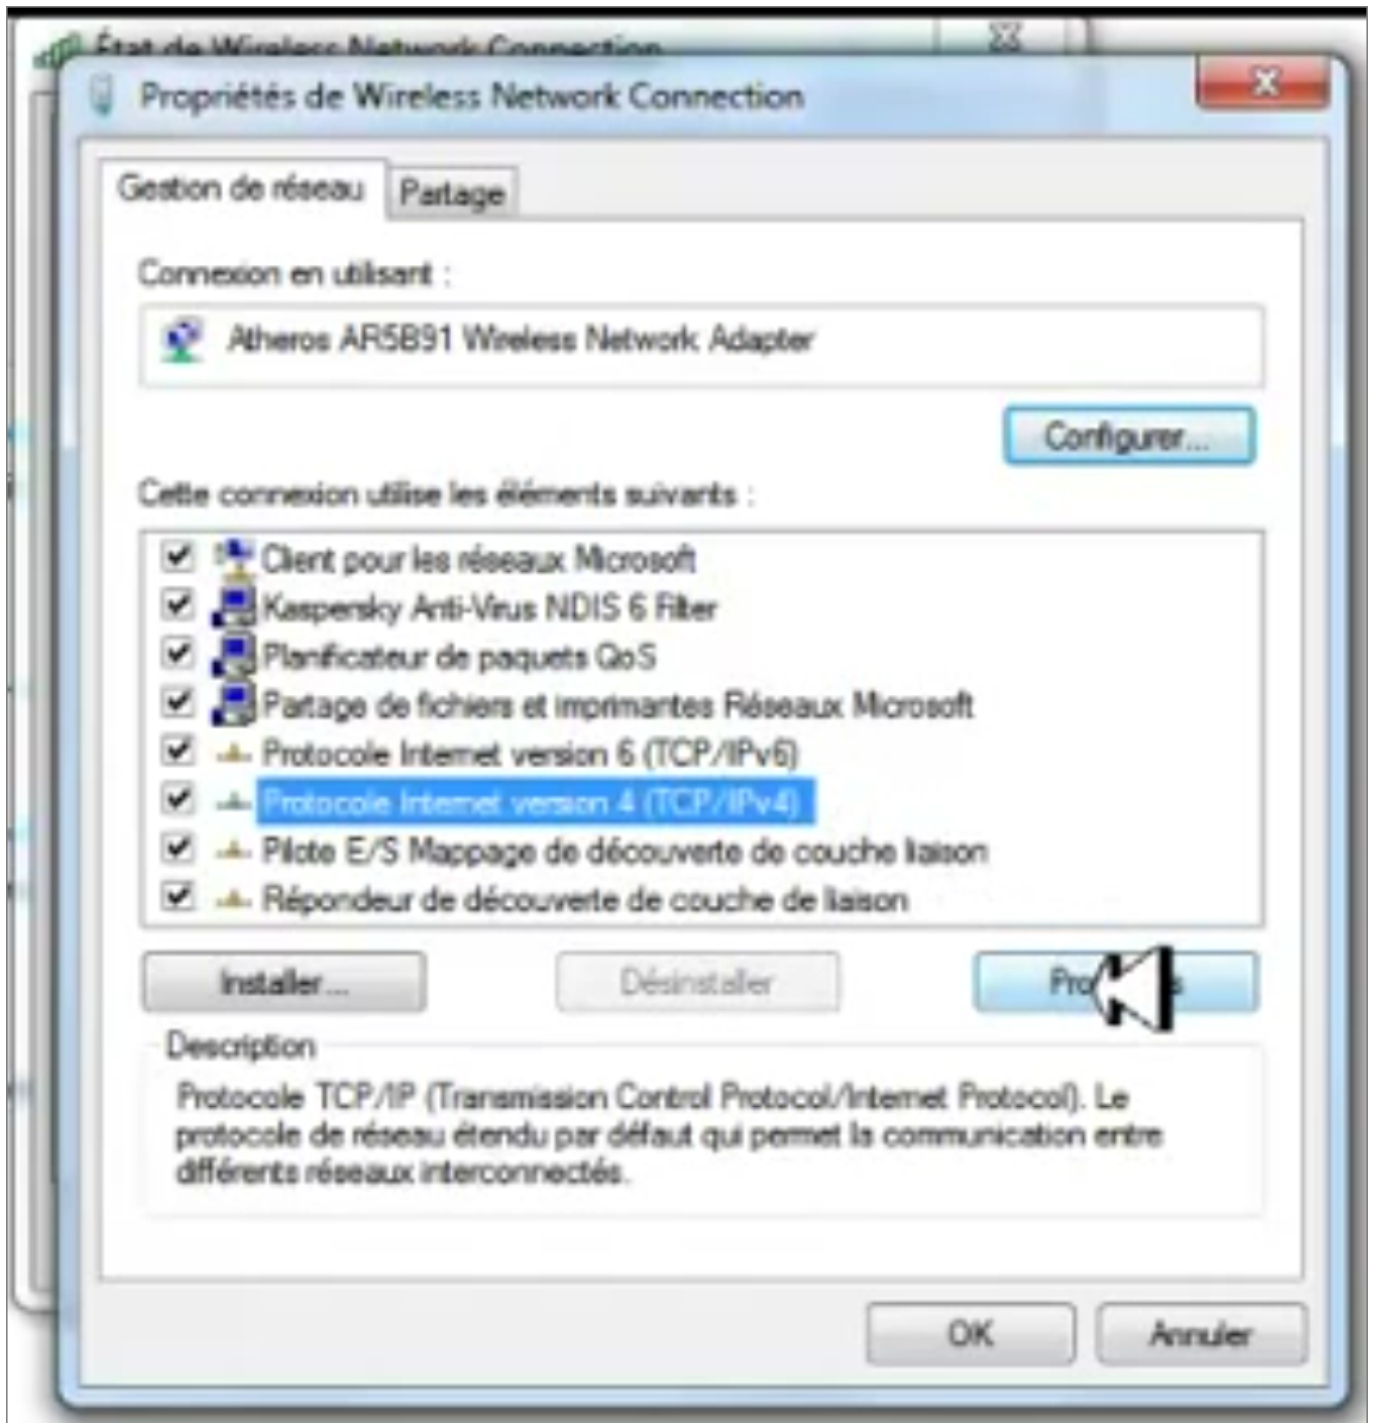 État de Wireless Network Connection
Propriétés de Wireless Network Connection
Gestion de réseau
Partage
Connexion en utilisant :
Atheros AR5B91 Wireless Network Adapter
Configurer...
Cette connexion utilise les éléments suivants :
Client pour les réseaux Microsoft
Kaspersky Anti-Virus NDIS 6 Filter
Planificateur de paquets QoS
Partage de fichiers et imprimantes Réseaux Microsoft
Protocole Internet version 6 (TCP/IPv6)
Protocole Internet version 4 (TCP/IPv4)
Pilote E/S Mappage de découverte de couche liaison
Répondeur de découverte de couche de liaison
Installer...
Désinstaller
Description
Protocole TCP/IP (Transmission Control Protocol/Internet Protocol). Le
protocole de réseau étendu par défaut qui permet la communication entre
différents réseaux interconnectés.
OK
Annuler